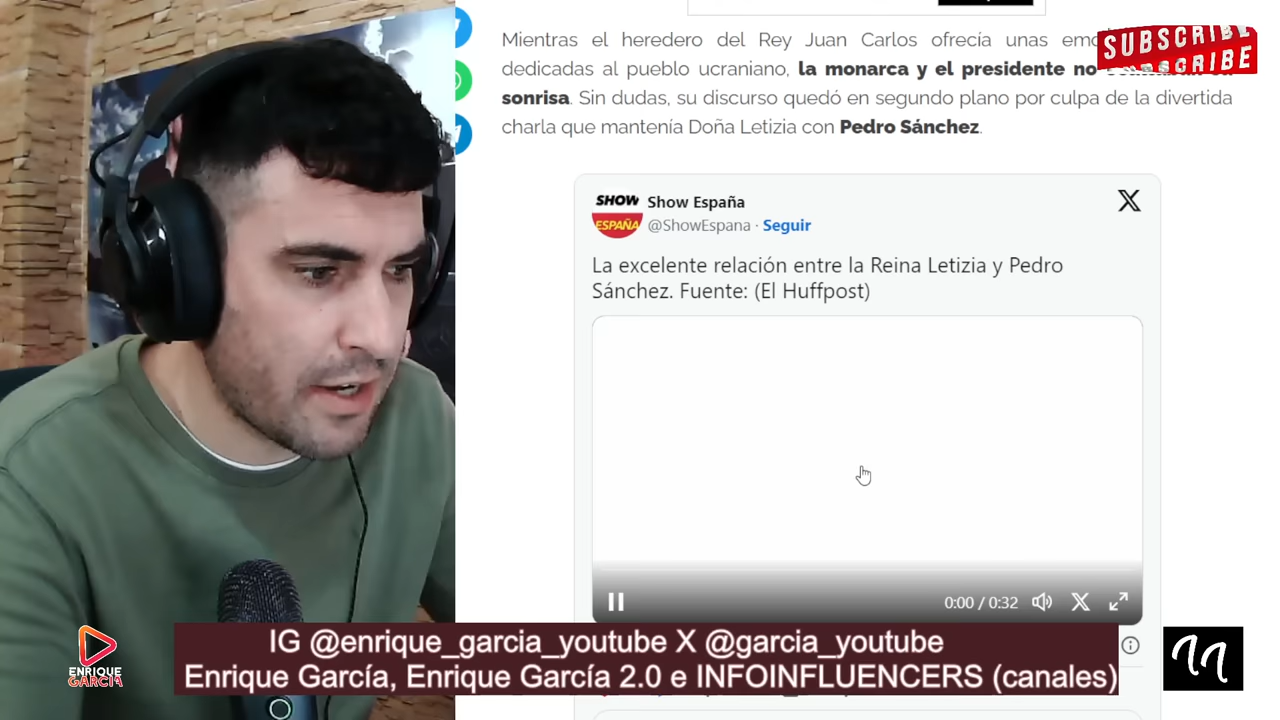 Mientras el heredero del Rey Juan Carlos ofrecía unas
dedicadas al pueblo ucraniano, la monarca y el presidente no
sonrisa. Sin dudas, su discurso quedó en segundo plano por culpa de la divertida
charla que mantenía Doña Letizia con Pedro Sánchez.
SUBSCRIBE
SUBSCRIBE
SHOW
ESPAÑA
Show España
@ShowEspana · Seguir
La excelente relación entre la Reina Letizia y Pedro
Sánchez. Fuente: (El Huffpost)
0:00 / 0:32
IG @enrique_garcia_youtube X @garcia_youtube
Enrique García, Enrique García 2.0 e INFOINFLUENCERS (canales)
ENRIQUE
GARCÍA